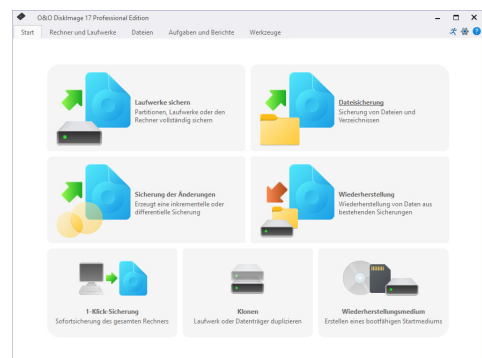 O&O DiskImage 17 Professional Edition
Start Rechner und Laufwerke Dateien Aufgaben und Berichte Werkzeuge
Laufwerke sichern
Partitionen, Laufwerke oder den
Rechner vollständig sichern
Dateisicherung
Sicherung von Dateien und
Verzeichnissen
Sicherung der Änderungen
Erzeugt eine inkrementelle oder
differentielle Sicherung
Wiederherstellung
Wiederherstellung von Daten aus
bestehenden Sicherungen
1-Klick-Sicherung
Sofortsicherung des gesamten Rechners
Klonen
Laufwerk oder Datenträger duplizieren
Wiederherstellungsmedium
Erstellen eines bootfähigen Startmediums